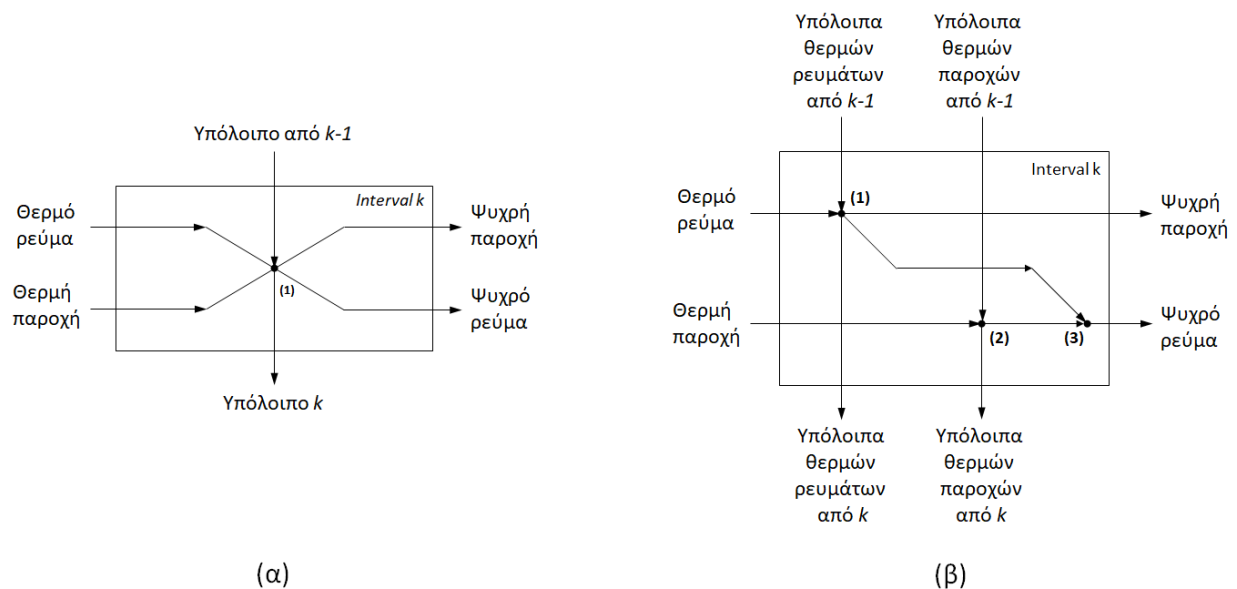 Υπόλοιπο από k-1
Interval k
Θερμό
ρεύμα
Θερμή
παροχή
Ψυχρή
παροχή
Ψυχρό
ρεύμα
(1)
Υπόλοιπο k
(α)
Υπόλοιπα
θερμών
ρευμάτων
από k-1
Υπόλοιπα
θερμών
παροχών
από k-1
Interval k
Θερμό
ρεύμα
(1)
Ψυχρή
παροχή
Θερμή
παροχή
(2)
(3)
Ψυχρό
ρεύμα
Υπόλοιπα
θερμών
ρευμάτων
από k
Υπόλοιπα
θερμών
παροχών
από k
(β)